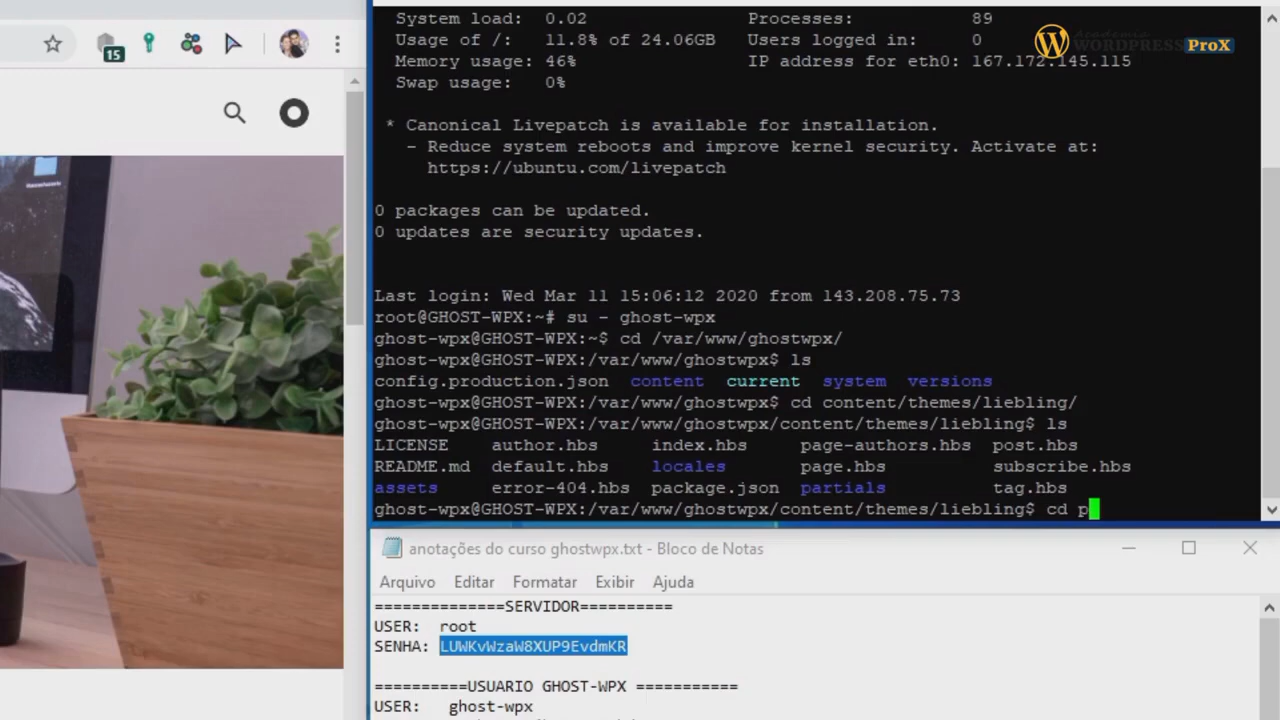 15
System load: 0.02 Processes: 89
Usage of /: 11.8% of 24.06GB Users logged in: 0
Memory usage: 46% IP address for eth0: 167.172.145.115
Swap usage: 0%
Academia
WORDPRESS ProX
* Canonical Livepatch is available for installation.
- Reduce system reboots and improve kernel security. Activate at:
https://ubuntu.com/livepatch
0 packages can be updated.
0 updates are security updates.
Last login: Wed Mar 11 15:06:12 2020 from 143.208.75.73
root@GHOST-WPX:~# su - ghost-wpx
ghost-wpx@GHOST-WPX:~$ cd /var/www/ghostwpx/
ghost-wpx@GHOST-WPX:/var/www/ghostwpx$ ls
config.production.json content current system versions
ghost-wpx@GHOST-WPX:/var/www/ghostwpx$ cd content/themes/liebling/
ghost-wpx@GHOST-WPX:/var/www/ghostwpx/content/themes/liebling$ ls
LICENSE author.hbs index.hbs page-authors.hbs post.hbs
README.md default.hbs locales page.hbs subscribe.hbs
assets error-404.hbs package.json partials tag.hbs
ghost-wpx@GHOST-WPX:/var/www/ghostwpx/content/themes/liebling$ cd p
anotações do curso ghostwpx.txt - Bloco de Notas
Arquivo Editar Formatar Exibir Ajuda
==============SERVIDOR==========
USER: root
SENHA: LUWKvWzaW8XUP9EvdmKR
==========USUARIO GHOST-WPX ===========
USER: ghost-wpx